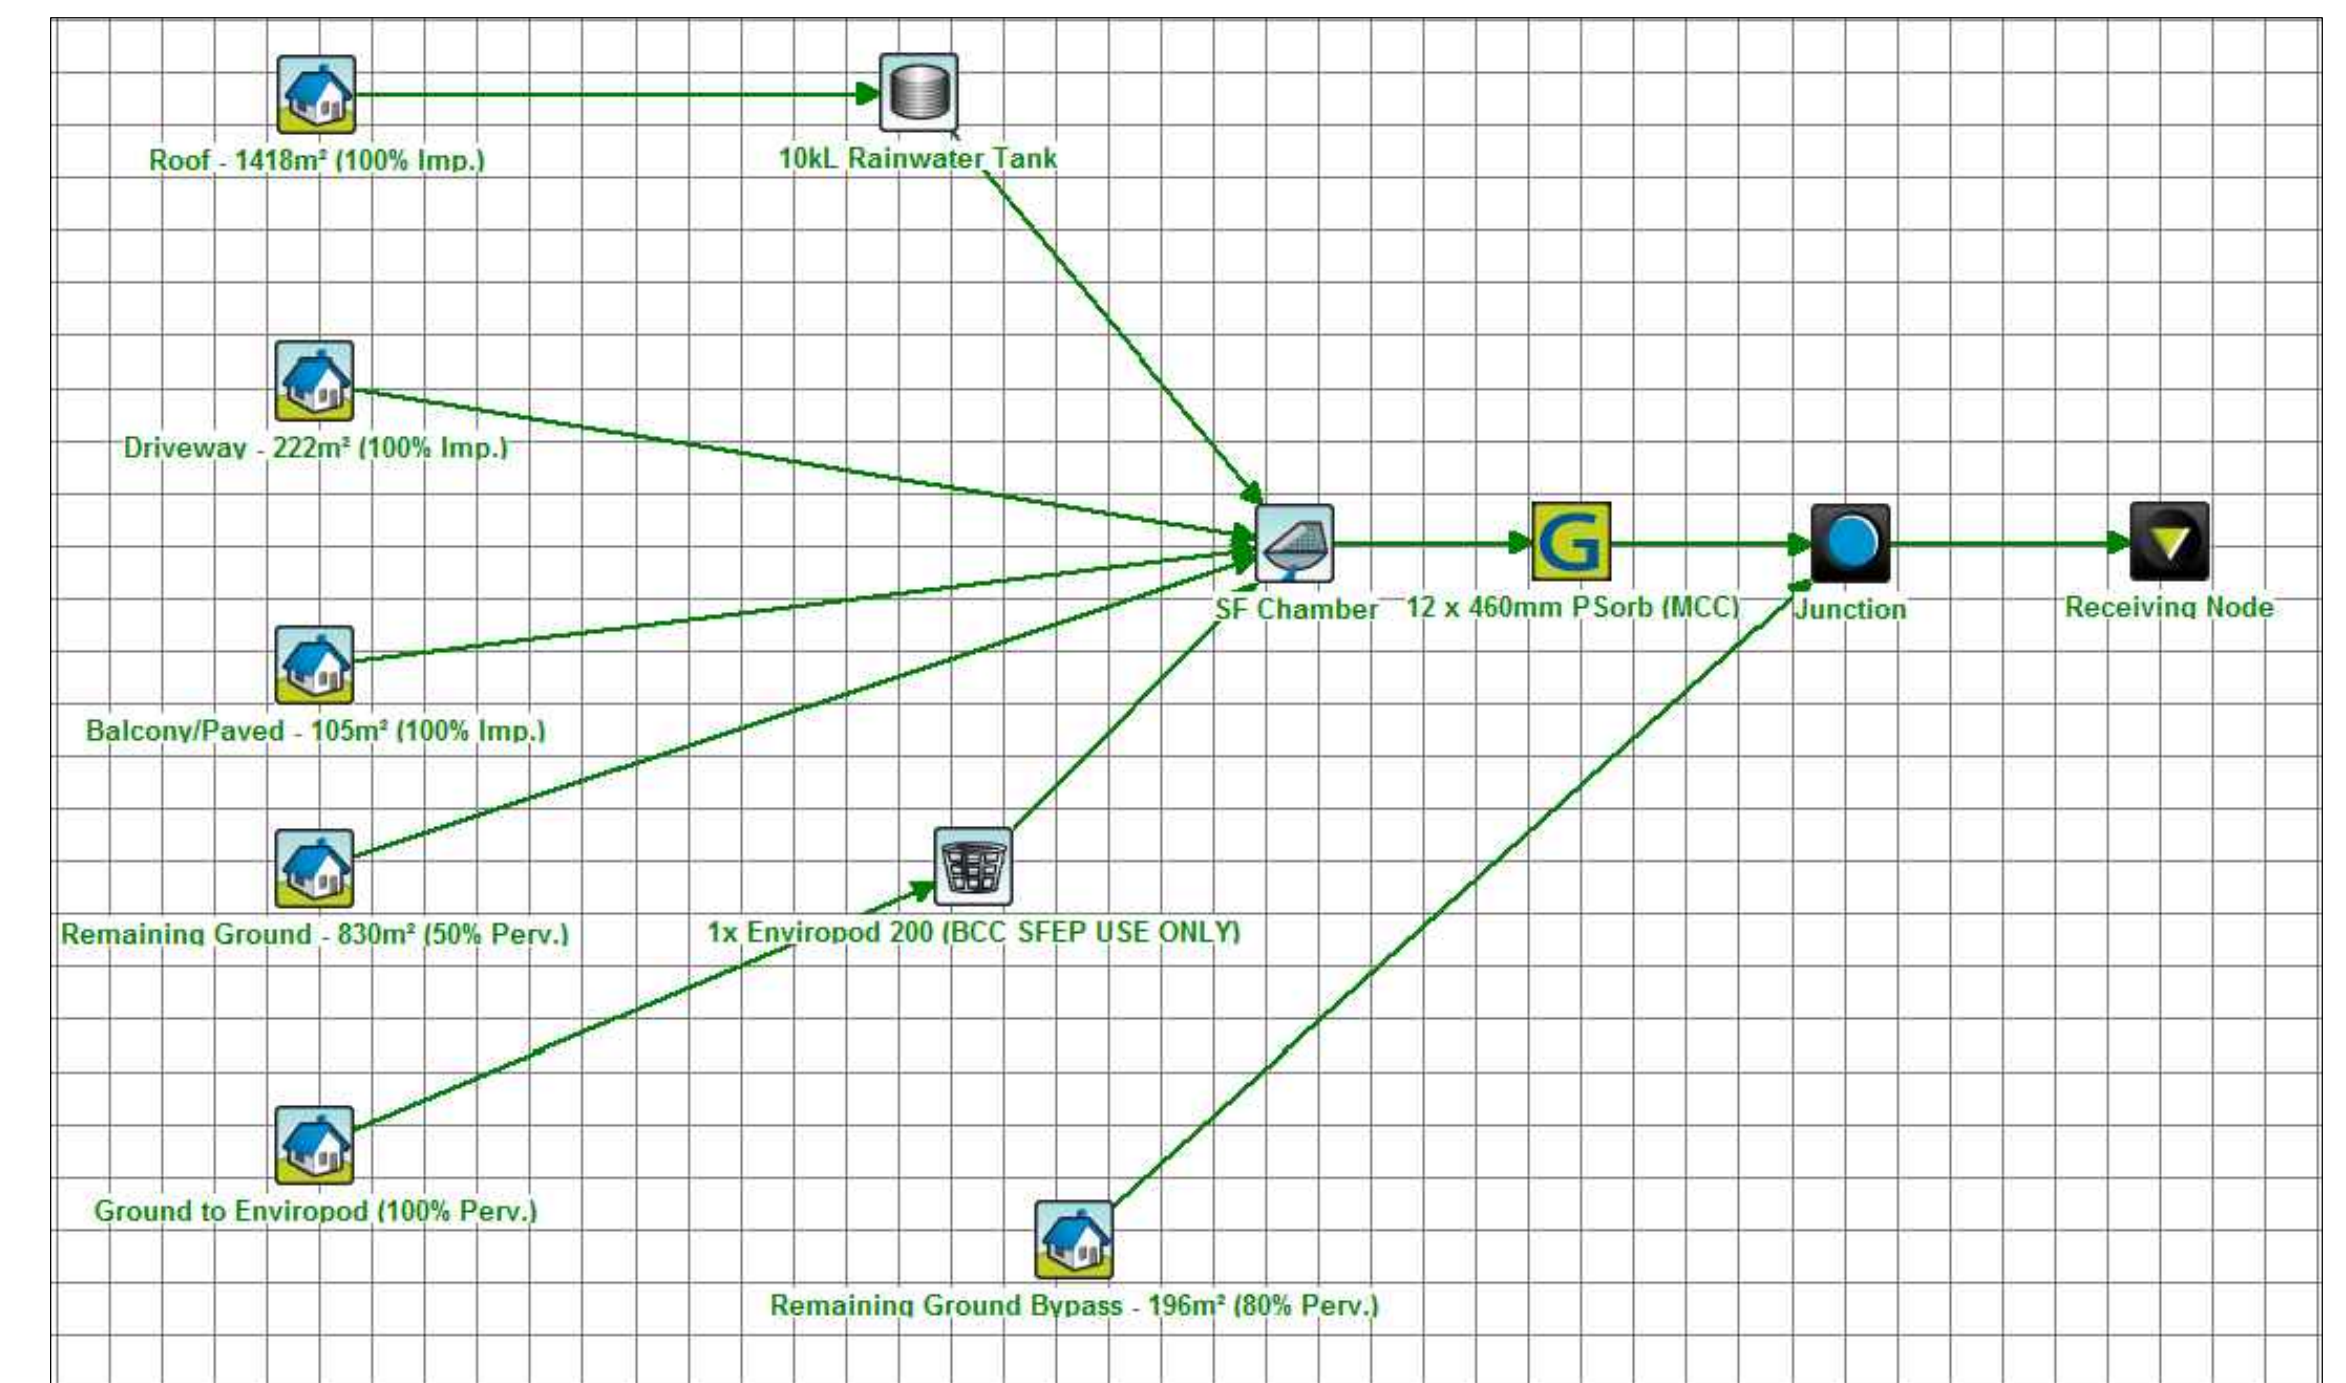 Roof - 1418m² (100% Imp.)
10kL Rainwater Tank
Driveway - 222m² (100% Imp.)
SF Chamber
12 x 460mm PSorb (MCC)
Junction
Receiving Node
Balcony/Paved - 105m² (100% Imp.)
Remaining Ground - 830m² (50% Perv.)
1x Enviropod 200 (BCC SFEP USE ONLY)
Ground to Enviropod (100% Perv.)
Remaining Ground Bypass - 196m² (80% Perv.)
G